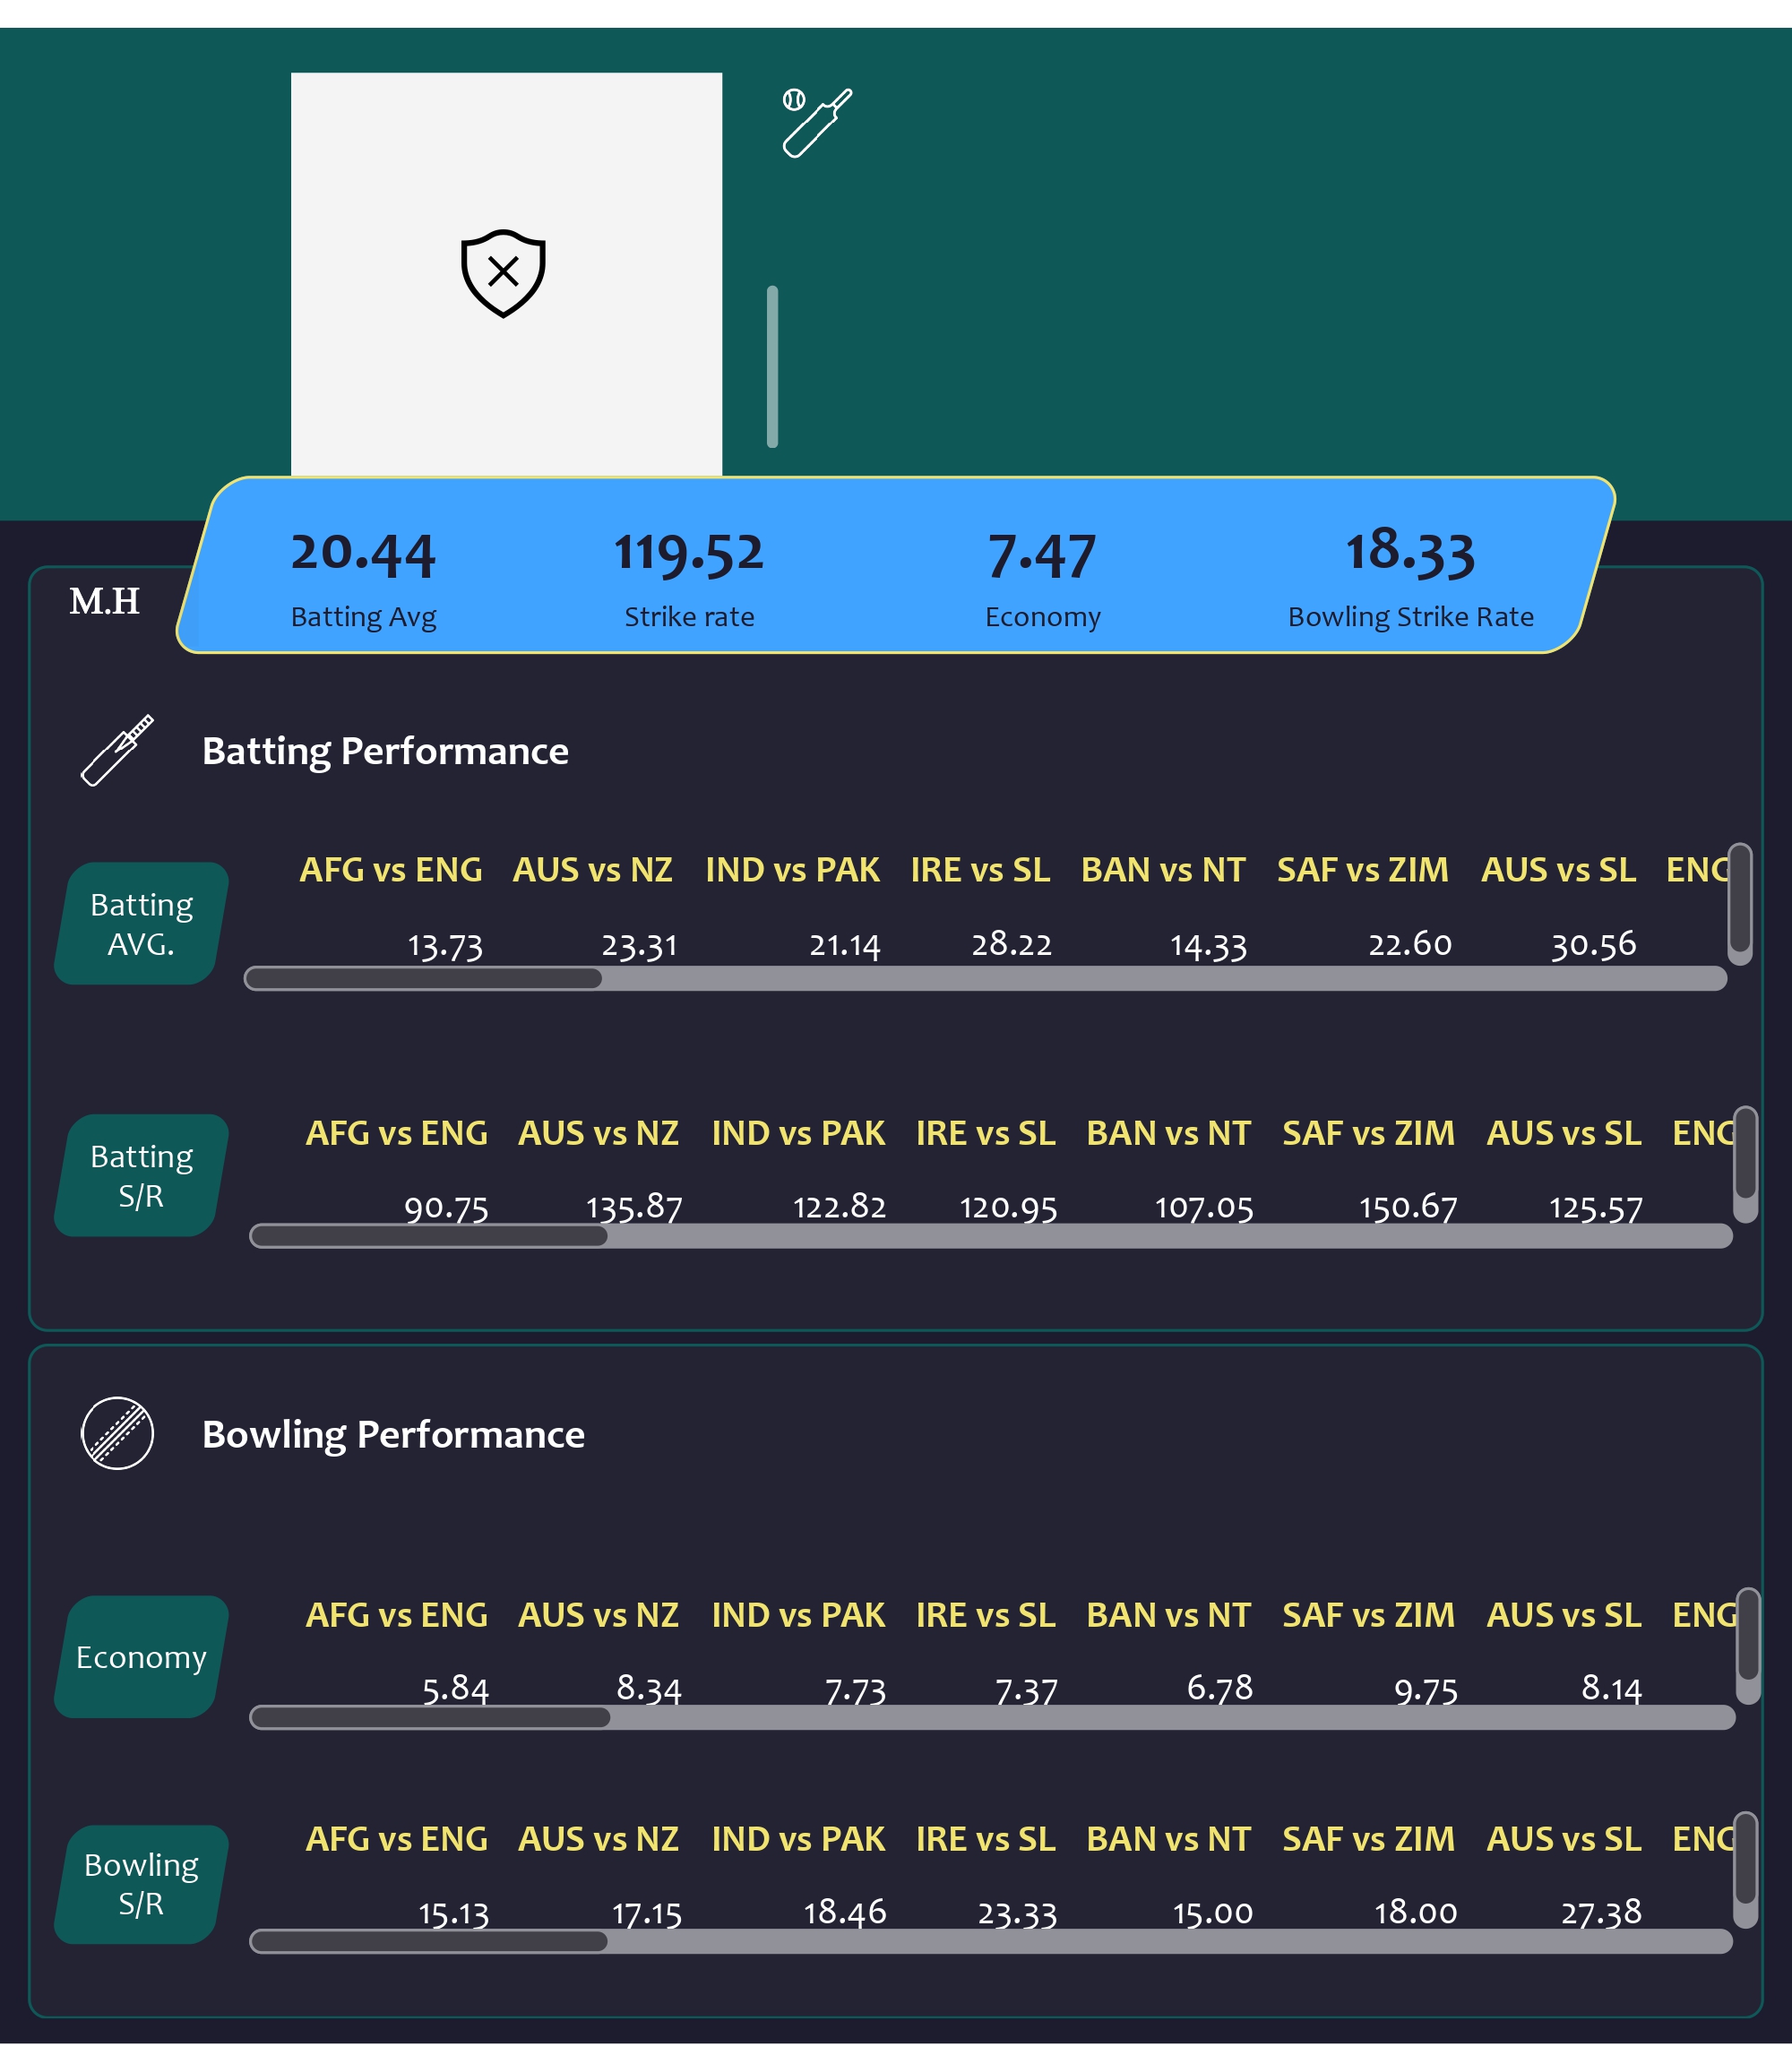 20.44 119.52 7.47 18.33
Batting Avg Strike rate Economy Bowling Strike Rate
M.H
Batting Performance
AFG vs ENG AUS vs NZ IND vs PAK IRE vs SL BAN vs NT SAF vs ZIM AUS vs SL ENG
Batting
AVG.
13.73 23.31 21.14 28.22 14.33 22.60 30.56
AFG vs ENG AUS vs NZ IND vs PAK IRE vs SL BAN vs NT SAF vs ZIM AUS vs SL ENG
Batting
S/R
90.75 135.87 122.82 120.95 107.05 150.67 125.57
Bowling Performance
AFG vs ENG AUS vs NZ IND vs PAK IRE vs SL BAN vs NT SAF vs ZIM AUS vs SL ENG
Economy
5.84 8.34 7.73 7.37 6.78 9.75 8.14
AFG vs ENG AUS vs NZ IND vs PAK IRE vs SL BAN vs NT SAF vs ZIM AUS vs SL ENG
Bowling
S/R
15.13 17.15 18.46 23.33 15.00 18.00 27.38